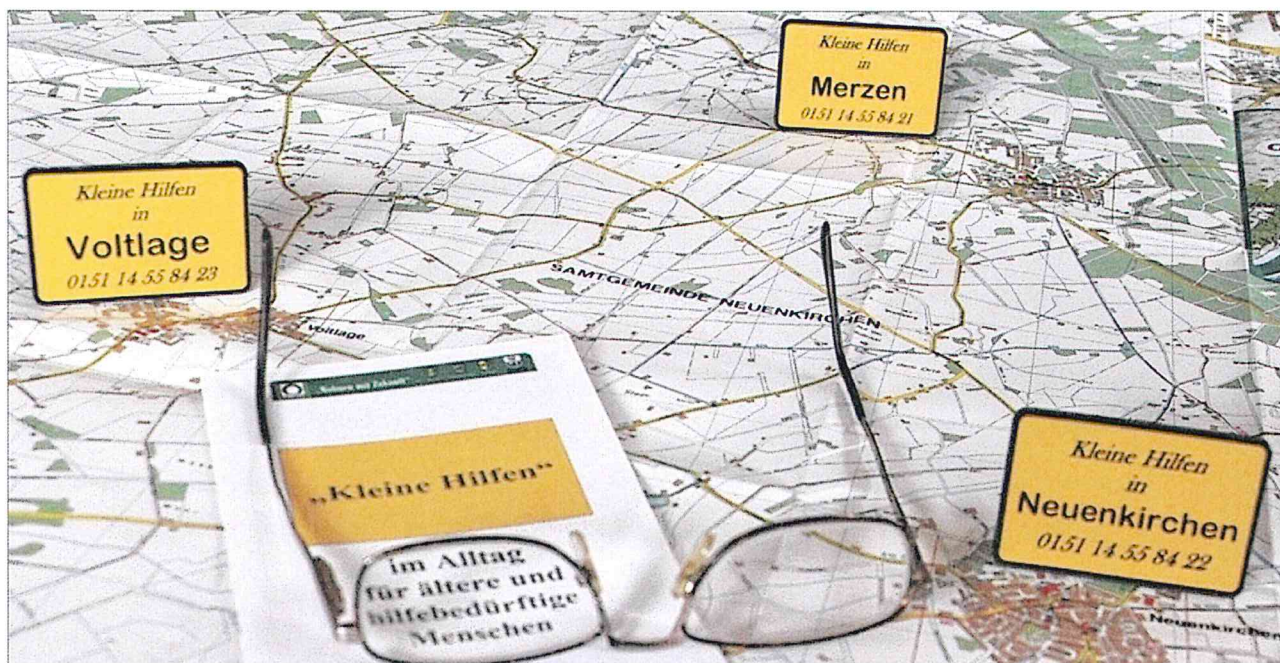 Kleine Hilfen
in
Merzen
0151 14 55 84 21
Kleine Hilfen
in
Voltlage
0151 14 55 84 23
SAMTGEMEINDE NEUENKIRCHEN
Voltlage
„Kleine Hilfen“
im Alltag
für ältere und
hilfebedürftige
Menschen
Kleine Hilfen
in
Neuenkirchen
0151 14 55 84 22
Neuenkirchen